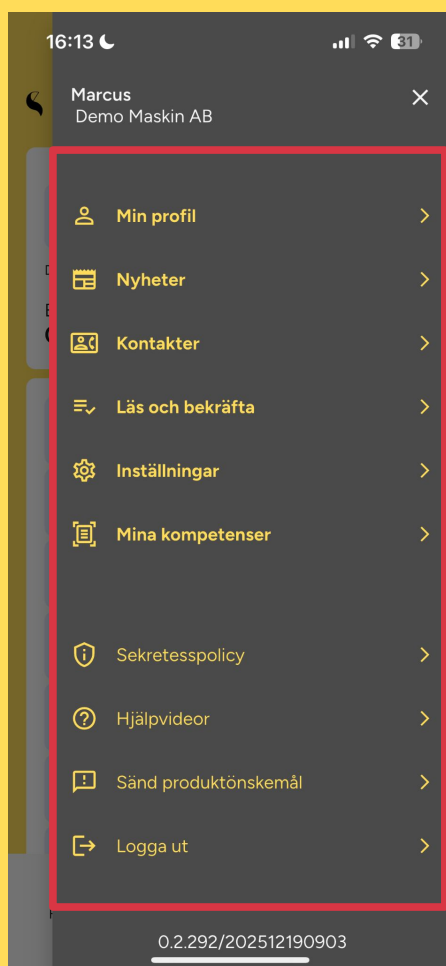 16:13
31
Marcus
Demo Maskin AB
Min profil
Nyheter
Kontakter
Läs och bekräfta
Inställningar
Mina kompetenser
Sekretesspolicy
Hjälpvideor
Sänd produktönskemål
Logga ut
0.2.292/202512190903